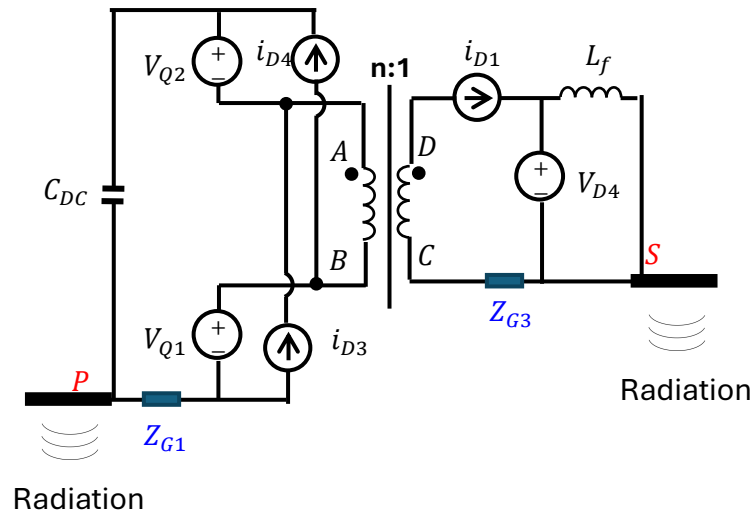 V_{Q2}
+
−
i_{D4}
n:1
i_{D1}
L_f
A
D
C_{DC}
+
−
V_{D4}
B
C
S
Z_{G3}
V_{Q1}
+
−
i_{D3}
P
Z_{G1}
Radiation
Radiation